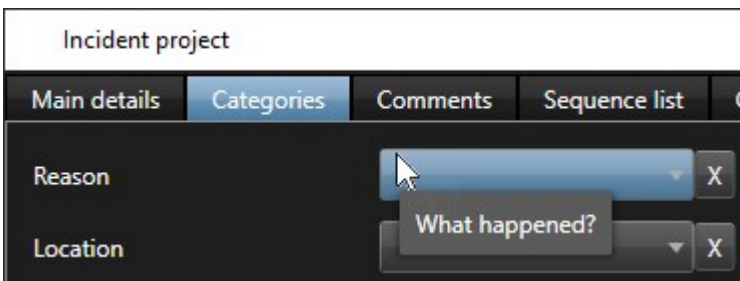 Incident project
Main details Categories Comments Sequence list
Reason X
What happened?
Location X